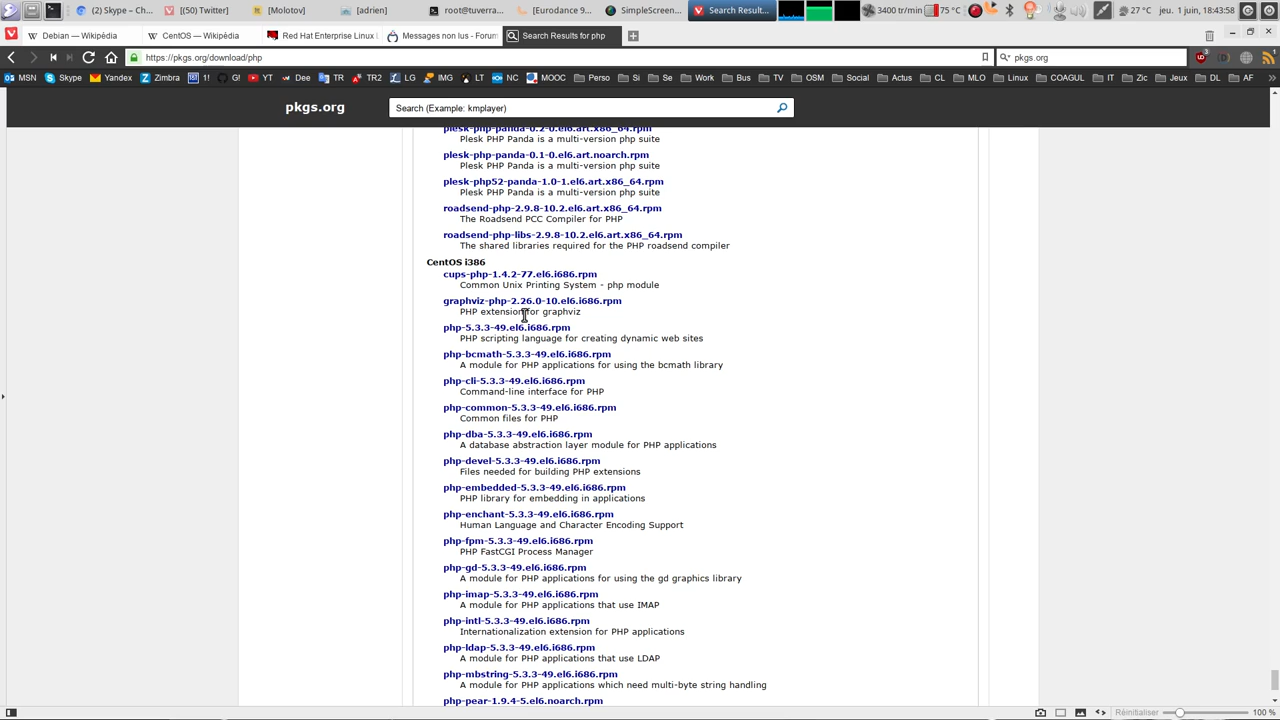 (2) Skype – Ch...
[(50) Twitter]
[Molotov]
[adrien]
root@tuverra...
[Eurodance 9...
SimpleScreen...
Search Result...
3400 tr/min
75 °C
27 °C
jeu. 1 juin, 18:43:58
Debian — Wikipédia
CentOS — Wikipédia
Red Hat Enterprise Linux
Messages non lus - Forum
Search Results for php
https://pkgs.org/download/php
pkgs.org
MSN Skype Yandex Zimbra G! YT Dee TR TR2 LG IMG LT NC MOOC Perso Si Se Work Bus TV OSM Social Actus CL MLO Linux COAGUL IT Zic Jeux DL AF
pkgs.org
Search (Example: kmplayer)
plesk-php-panda-0.2-0.el6.art.x86_64.rpm
Plesk PHP Panda is a multi-version php suite
plesk-php-panda-0.1-0.el6.art.noarch.rpm
Plesk PHP Panda is a multi-version php suite
plesk-php52-panda-1.0-1.el6.art.x86_64.rpm
Plesk PHP Panda is a multi-version php suite
roadsend-php-2.9.8-10.2.el6.art.x86_64.rpm
The Roadsend PCC Compiler for PHP
roadsend-php-libs-2.9.8-10.2.el6.art.x86_64.rpm
The shared libraries required for the PHP roadsend compiler
CentOS i386
cups-php-1.4.2-77.el6.i686.rpm
Common Unix Printing System - php module
graphviz-php-2.26.0-10.el6.i686.rpm
PHP extension for graphviz
php-5.3.3-49.el6.i686.rpm
PHP scripting language for creating dynamic web sites
php-bcmath-5.3.3-49.el6.i686.rpm
A module for PHP applications for using the bcmath library
php-cli-5.3.3-49.el6.i686.rpm
Command-line interface for PHP
php-common-5.3.3-49.el6.i686.rpm
Common files for PHP
php-dba-5.3.3-49.el6.i686.rpm
A database abstraction layer module for PHP applications
php-devel-5.3.3-49.el6.i686.rpm
Files needed for building PHP extensions
php-embedded-5.3.3-49.el6.i686.rpm
PHP library for embedding in applications
php-enchant-5.3.3-49.el6.i686.rpm
Human Language and Character Encoding Support
php-fpm-5.3.3-49.el6.i686.rpm
PHP FastCGI Process Manager
php-gd-5.3.3-49.el6.i686.rpm
A module for PHP applications for using the gd graphics library
php-imap-5.3.3-49.el6.i686.rpm
A module for PHP applications that use IMAP
php-intl-5.3.3-49.el6.i686.rpm
Internationalization extension for PHP applications
php-ldap-5.3.3-49.el6.i686.rpm
A module for PHP applications that use LDAP
php-mbstring-5.3.3-49.el6.i686.rpm
A module for PHP applications which need multi-byte string handling
php-pear-1.9.4-5.el6.noarch.rpm
Réinitialiser
100 %